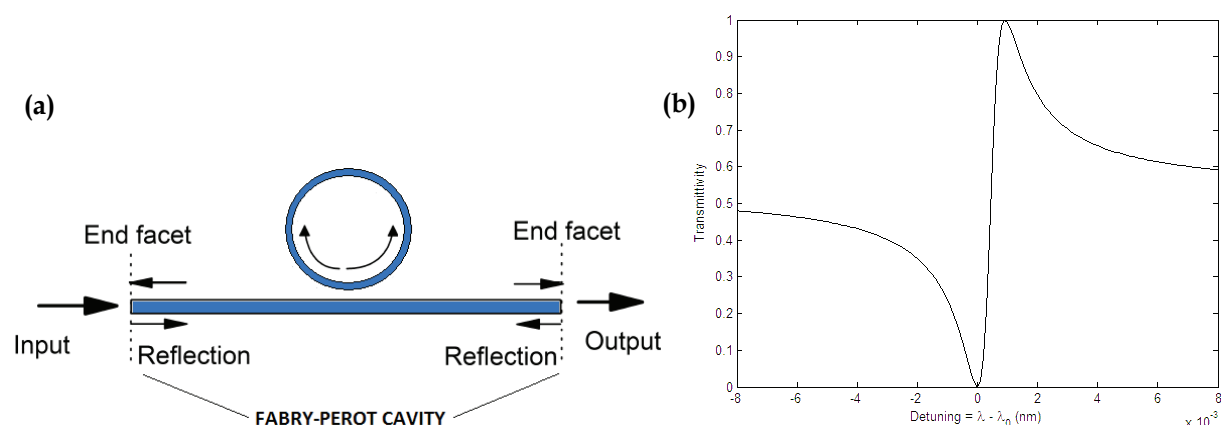 (a)
End facet
End facet
Input
Reflection
Reflection
Output
FABRY-PEROT CAVITY
(b)
Transmittivity
1
0.9
0.8
0.7
0.6
0.5
0.4
0.3
0.2
0.1
0
-8 -6 -4 -2 0 2 4 6 8
Detuning = λ - λ₀ (nm)
x 10⁻³